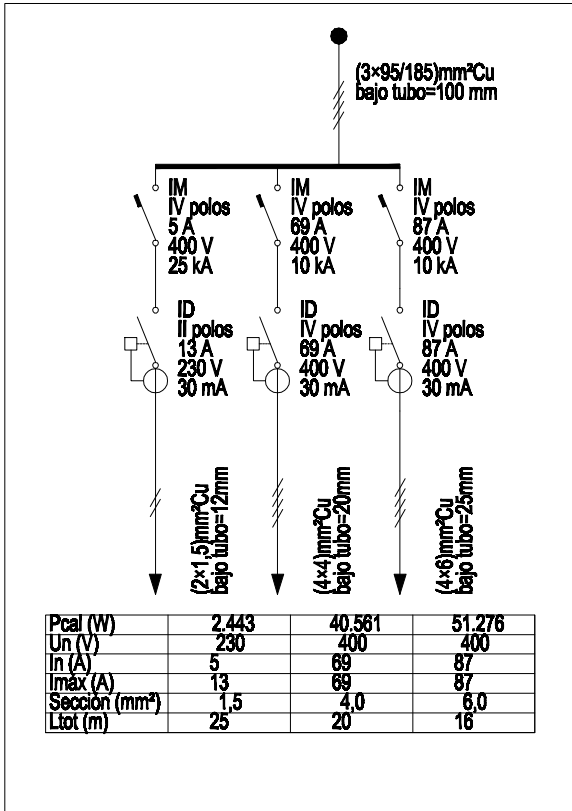 (3×95/185)mm²Cu
bajo tubo=100 mm
IM
IV polos
5 A
400 V
25 kA
IM
IV polos
69 A
400 V
10 kA
IM
IV polos
87 A
400 V
10 kA
ID
II polos
13 A
230 V
30 mA
ID
IV polos
69 A
400 V
30 mA
ID
IV polos
87 A
400 V
30 mA
(2×1,5)mm²Cu
bajo tubo=12mm
(4×4)mm²Cu
bajo tubo=20mm
(4×6)mm²Cu
bajo tubo=25mm
Pcal (W) 2.443 40.561 51.276
Un (V) 230 400 400
In (A) 5 69 87
Imáx (A) 13 69 87
Sección (mm²) 1,5 4,0 6,0
Ltot (m) 25 20 16